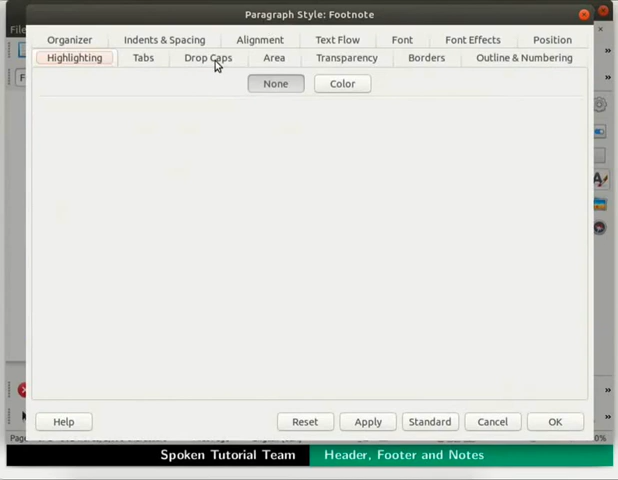 Paragraph Style: Footnote
File
Organizer Indents & Spacing Alignment Text Flow Font Font Effects Position
Highlighting Tabs Drop Caps Area Transparency Borders Outline & Numbering
None Color
Help Reset Apply Standard Cancel OK
Spoken Tutorial Team Header, Footer and Notes